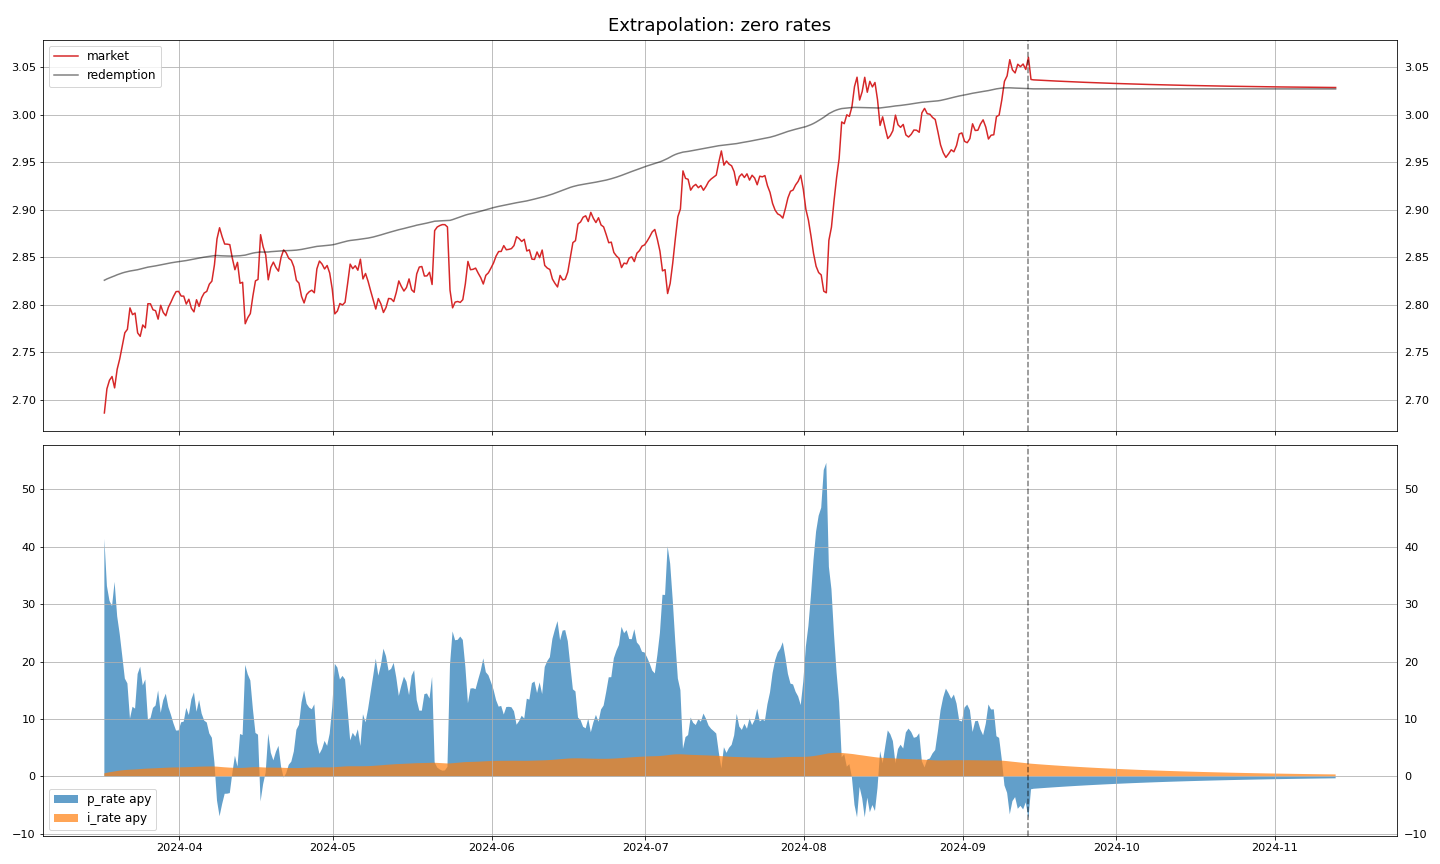 Extrapolation: zero rates
market
redemption
3.05 3.05
3.00 3.00
2.95 2.95
2.90 2.90
2.85 2.85
2.80 2.80
2.75 2.75
2.70 2.70
50 50
40 40
30 30
20 20
10 10
0 0
p_rate apy
i_rate apy
−10 −10
2024-04 2024-05 2024-06 2024-07 2024-08 2024-09 2024-10 2024-11